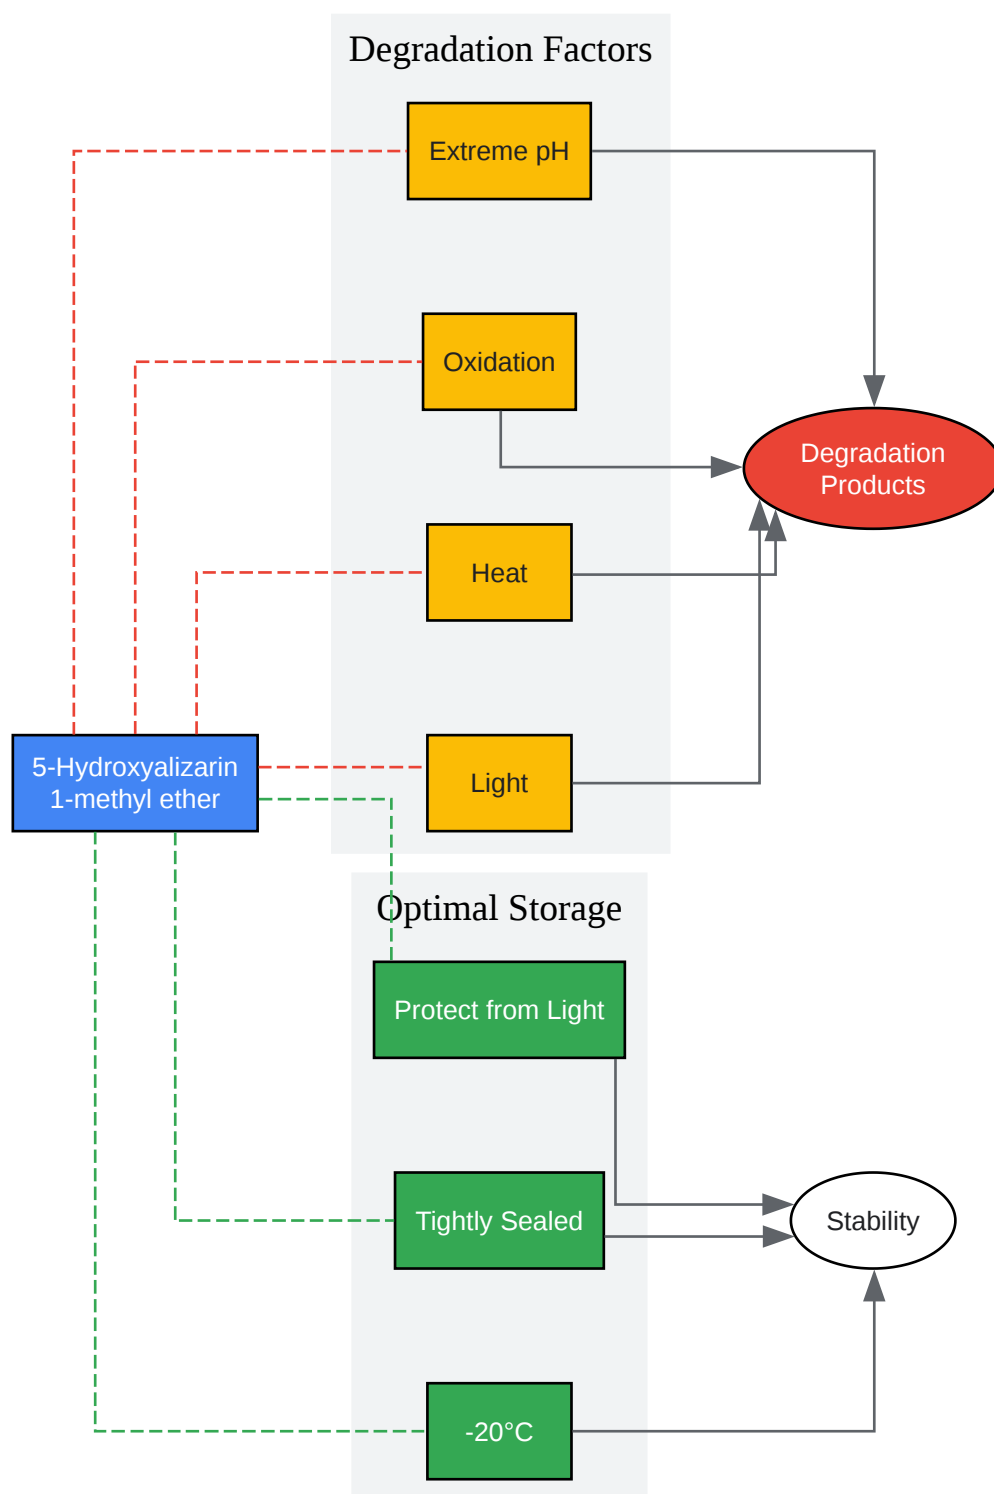 Degradation Factors
Extreme pH
Oxidation
Degradation
Products
Heat
5-Hydroxyalizarin
1-methyl ether
Light
Optimal Storage
Protect from Light
Tightly Sealed
Stability
-20°C